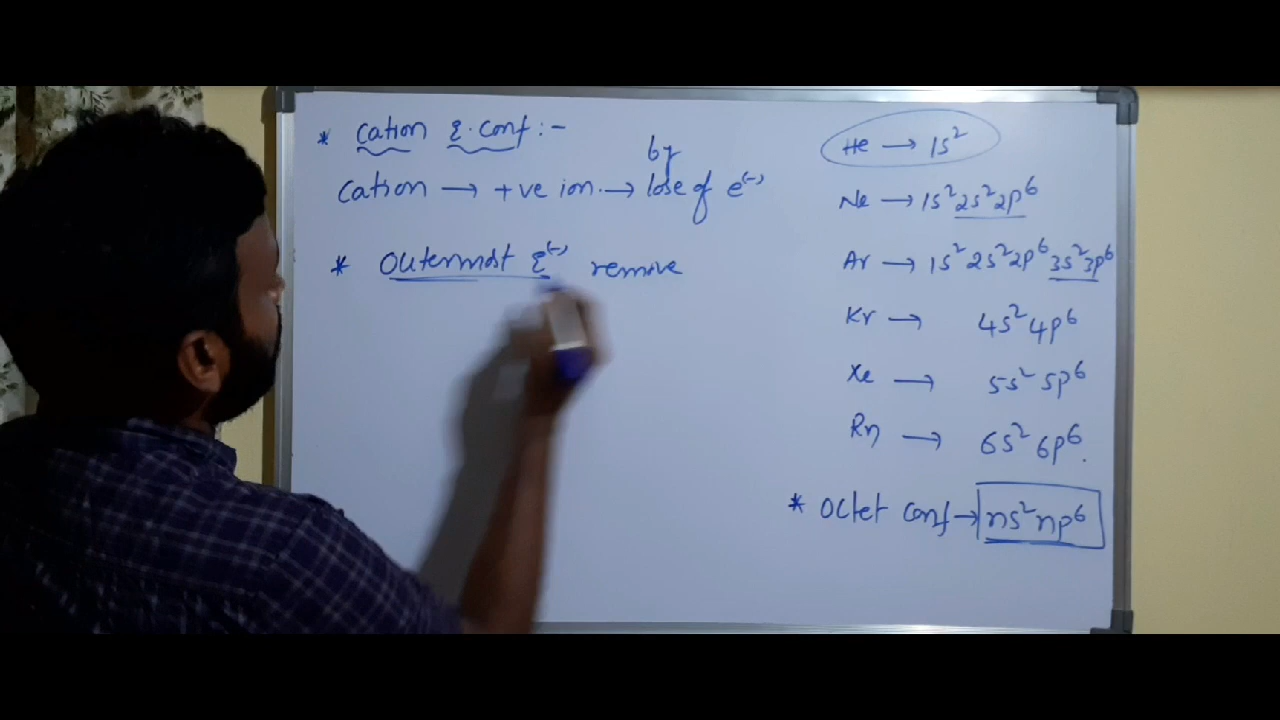 * Cation E.conf:-
by
Cation → +ve ion. → lose of e(-)
* Outermost E(-) remove
He → 1s²
Ne → 1s²2s²2p⁶
Ar → 1s²2s²2p⁶3s²3p⁶
Kr → 4s²4p⁶
Xe → 5s²5p⁶
Rn → 6s²6p⁶.
* Octet conf → ns²np⁶